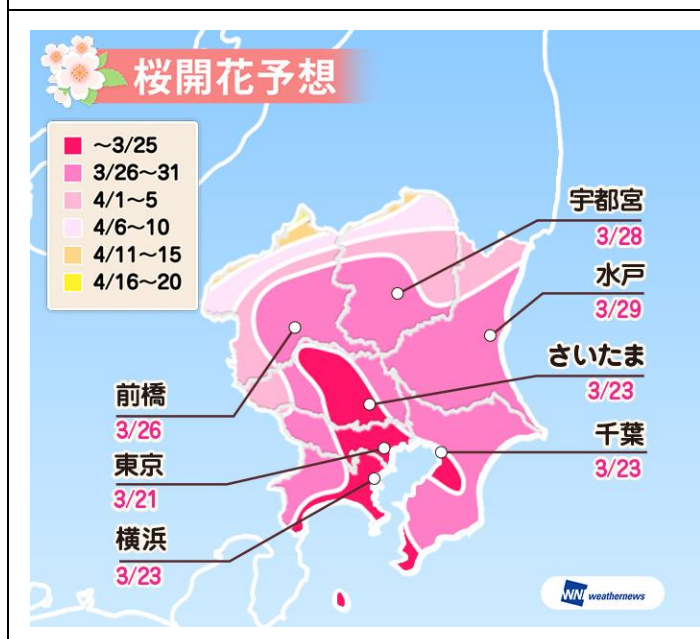 桜開花予想
～3/25
3/26～31
4/1～5
4/6～10
4/11～15
4/16～20
宇都宮
3/28
水戸
3/29
さいたま
3/23
千葉
3/23
前橋
3/26
東京
3/21
横浜
3/23
WNI weathernews